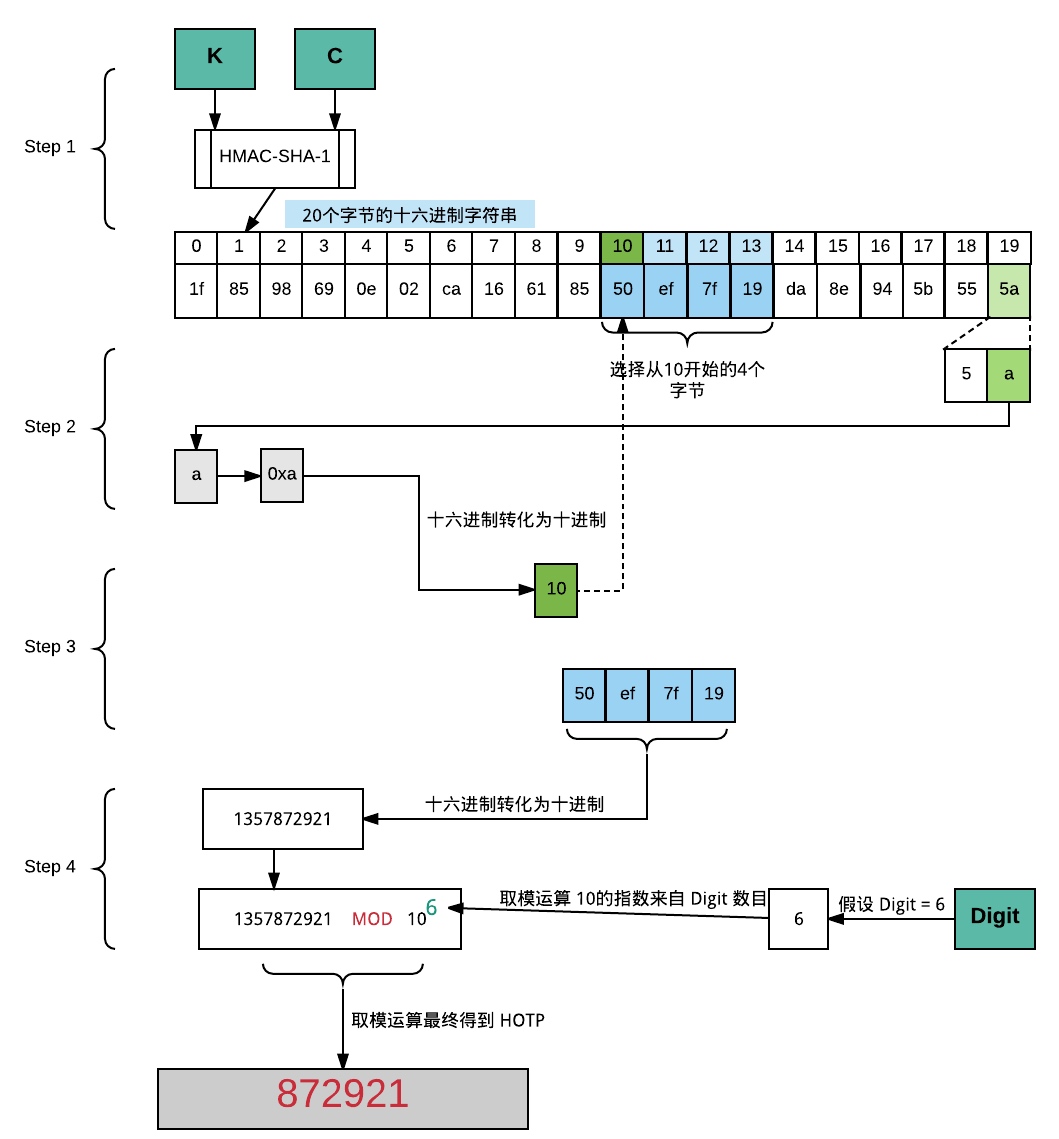 K
C
Step 1
HMAC-SHA-1
20个字节的十六进制字符串
0 1 2 3 4 5 6 7 8 9 10 11 12 13 14 15 16 17 18 19
1f 85 98 69 0e 02 ca 16 61 85 50 ef 7f 19 da 8e 94 5b 55 5a
选择从10开始的4个
字节
5 a
Step 2
a
0xa
十六进制转化为十进制
10
Step 3
50 ef 7f 19
十六进制转化为十进制
1357872921
Step 4
1357872921 MOD 10 6
取模运算 10的指数来自 Digit 数目
6
假设 Digit = 6
Digit
取模运算最终得到 HOTP
872921